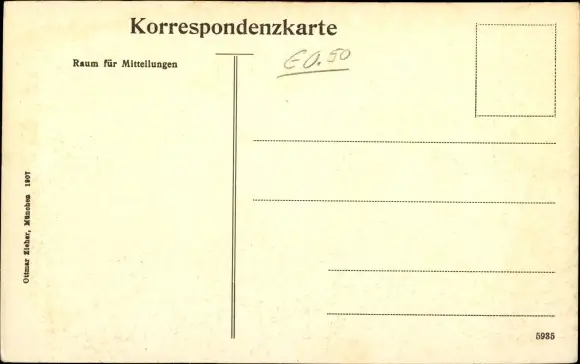 Korrespondenzkarte
Raum für Mitteilungen
€0.50
Ottmar Zieher, München 1907
5935